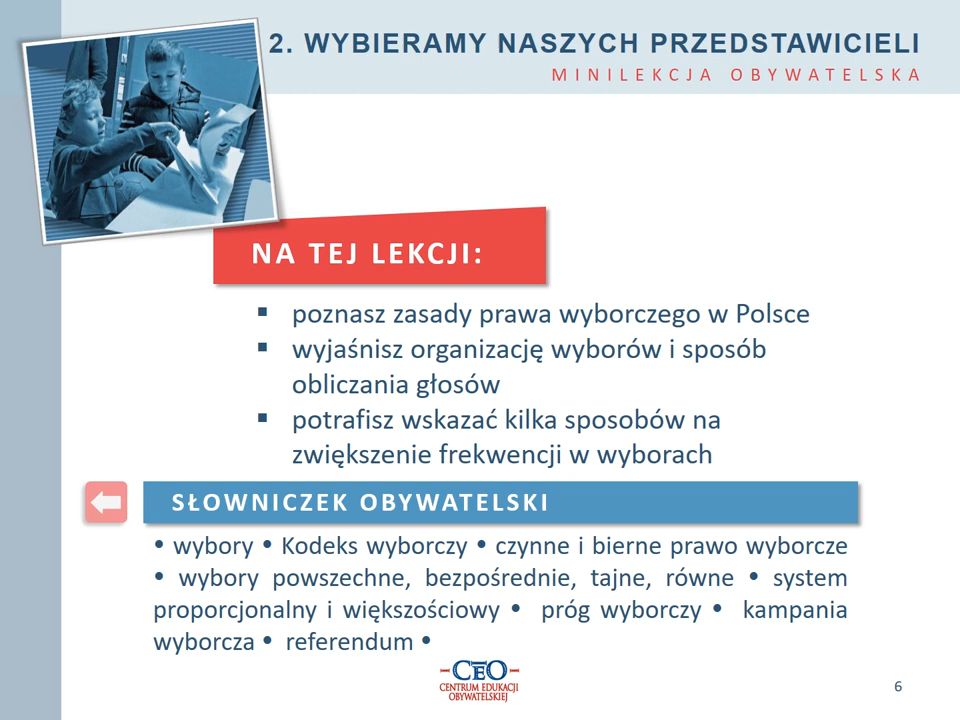 2. WYBIERAMY NASZYCH PRZEDSTAWICIELI
MINILEKCJA OBYWATELSKA
NA TEJ LEKCJI:
▪ poznasz zasady prawa wyborczego w Polsce
▪ wyjaśnisz organizację wyborów i sposób
obliczania głosów
▪ potrafisz wskazać kilka sposobów na
zwiększenie frekwencji w wyborach
SŁOWNICZEK OBYWATELSKI
• wybory • Kodeks wyborczy • czynne i bierne prawo wyborcze
• wybory powszechne, bezpośrednie, tajne, równe • system
proporcjonalny i większościowy • próg wyborczy • kampania
wyborcza • referendum •
CEO
CENTRUM EDUKACJI
OBYWATELSKIEJ
6